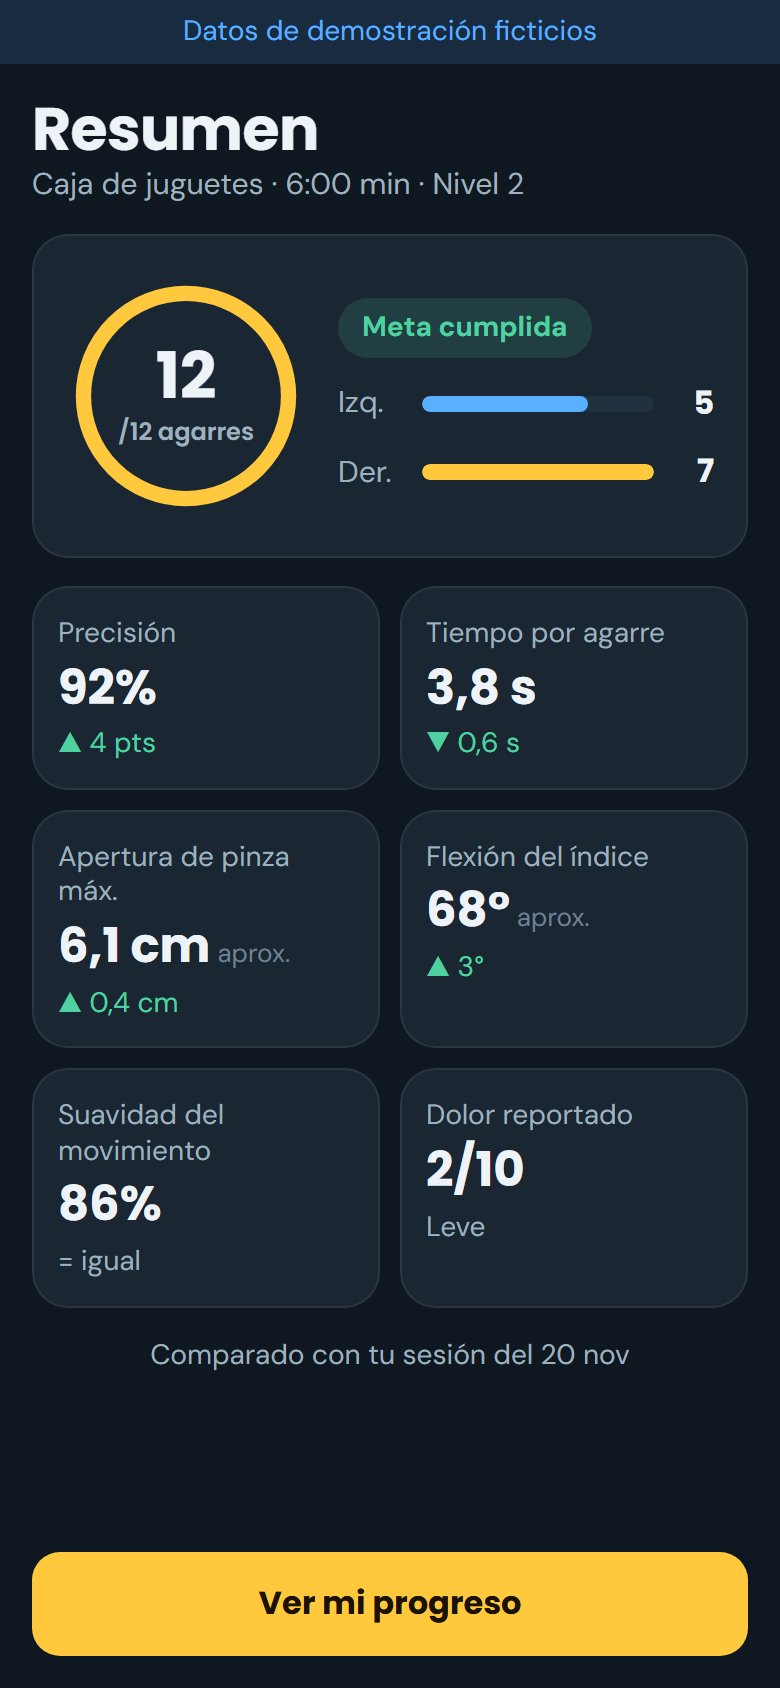 Datos de demostración ficticios
Resumen
Caja de juguetes · 6:00 min · Nivel 2
12
/12 agarres
Meta cumplida
Izq. 5
Der. 7
Precisión
92%
▲ 4 pts
Tiempo por agarre
3,8 s
▼ 0,6 s
Apertura de pinza
máx.
6,1 cm aprox.
▲ 0,4 cm
Flexión del índice
68° aprox.
▲ 3°
Suavidad del
movimiento
86%
= igual
Dolor reportado
2/10
Leve
Comparado con tu sesión del 20 nov
Ver mi progreso